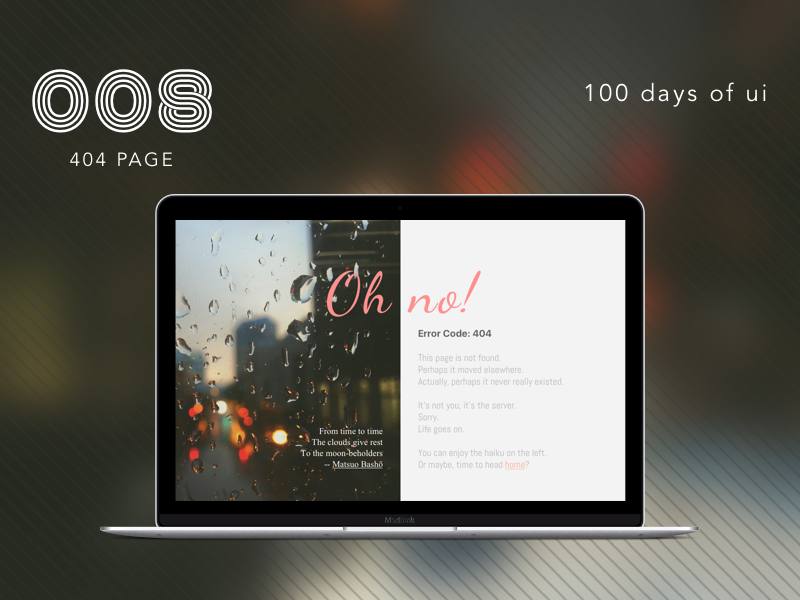 008
404 PAGE
100 days of ui
Oh no!
Error Code: 404
This page is not found.
Perhaps it moved elsewhere.
Actually, perhaps it never really existed.
It's not you, it's the server.
Sorry.
Life goes on.
You can enjoy the haiku on the left.
Or maybe, time to head home?
From time to time
The clouds give rest
To the moon-beholders
-- Matsuo Bashō
MacBook